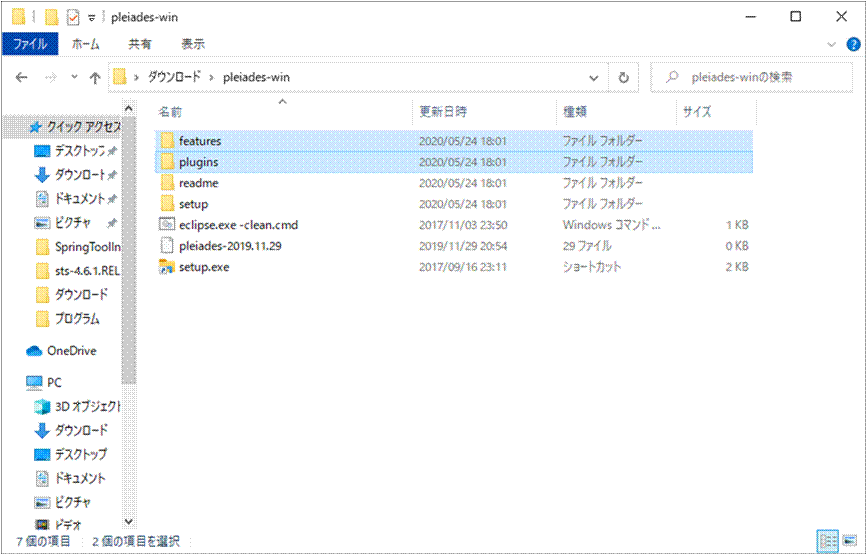 pleiades-win
ファイル ホーム 共有 表示
ダウンロード pleiades-win pleiades-winの検索
名前 更新日時 種類 サイズ
クイック アクセス
デスクトップ
ダウンロード
ドキュメント
ピクチャ
SpringToolIn
sts-4.6.1.REL
ダウンロード
プログラム
OneDrive
PC
3D オブジェクト
ダウンロード
デスクトップ
ドキュメント
ピクチャ
ビデオ
features 2020/05/24 18:01 ファイル フォルダー
plugins 2020/05/24 18:01 ファイル フォルダー
readme 2020/05/24 18:01 ファイル フォルダー
setup 2020/05/24 18:01 ファイル フォルダー
eclipse.exe -clean.cmd 2017/11/03 23:50 Windows コマンド ... 1 KB
pleiades-2019.11.29 2019/11/29 20:54 29 ファイル 0 KB
setup.exe 2017/09/16 23:11 ショートカット 2 KB
7 個の項目 2 個の項目を選択